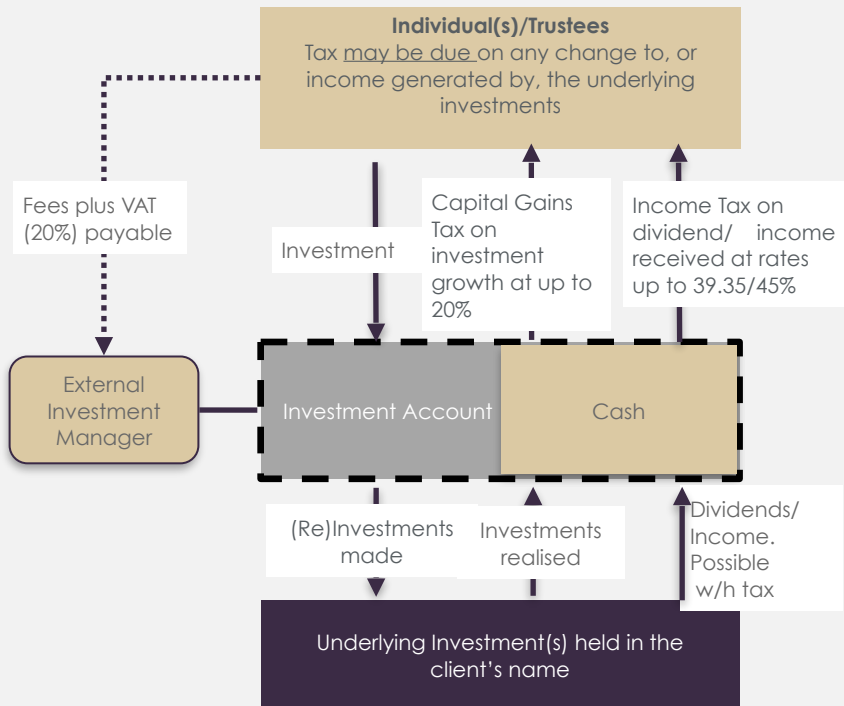 Individual(s)/Trustees
Tax may be due on any change to, or
income generated by, the underlying
investments
Fees plus VAT
(20%) payable
Investment
Capital Gains
Tax on
investment
growth at up to
20%
Income Tax on
dividend/ income
received at rates
up to 39.35/45%
External
Investment
Manager
Investment Account
Cash
(Re)Investments
made
Investments
realised
Dividends/
Income.
Possible
w/h tax
Underlying Investment(s) held in the
client's name